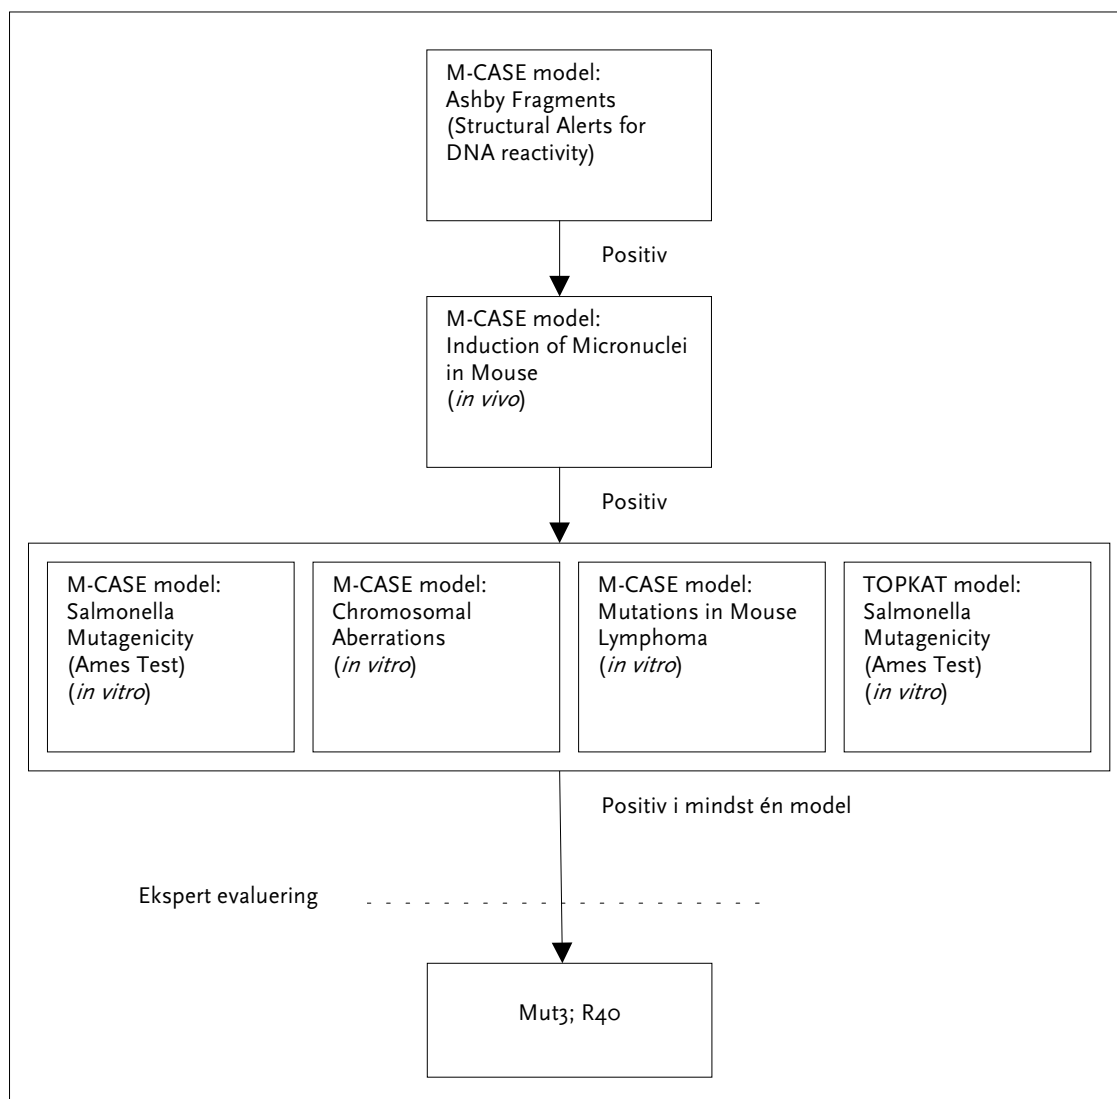 M-CASE model:
Ashby Fragments
(Structural Alerts for
DNA reactivity)
Positiv
M-CASE model:
Induction of Micronuclei
in Mouse
(in vivo)
Positiv
M-CASE model:
Salmonella
Mutagenicity
(Ames Test)
(in vitro)
M-CASE model:
Chromosomal
Aberrations
(in vitro)
M-CASE model:
Mutations in Mouse
Lymphoma
(in vitro)
TOPKAT model:
Salmonella
Mutagenicity
(Ames Test)
(in vitro)
Positiv i mindst én model
Ekspert evaluering
Mut3; R40